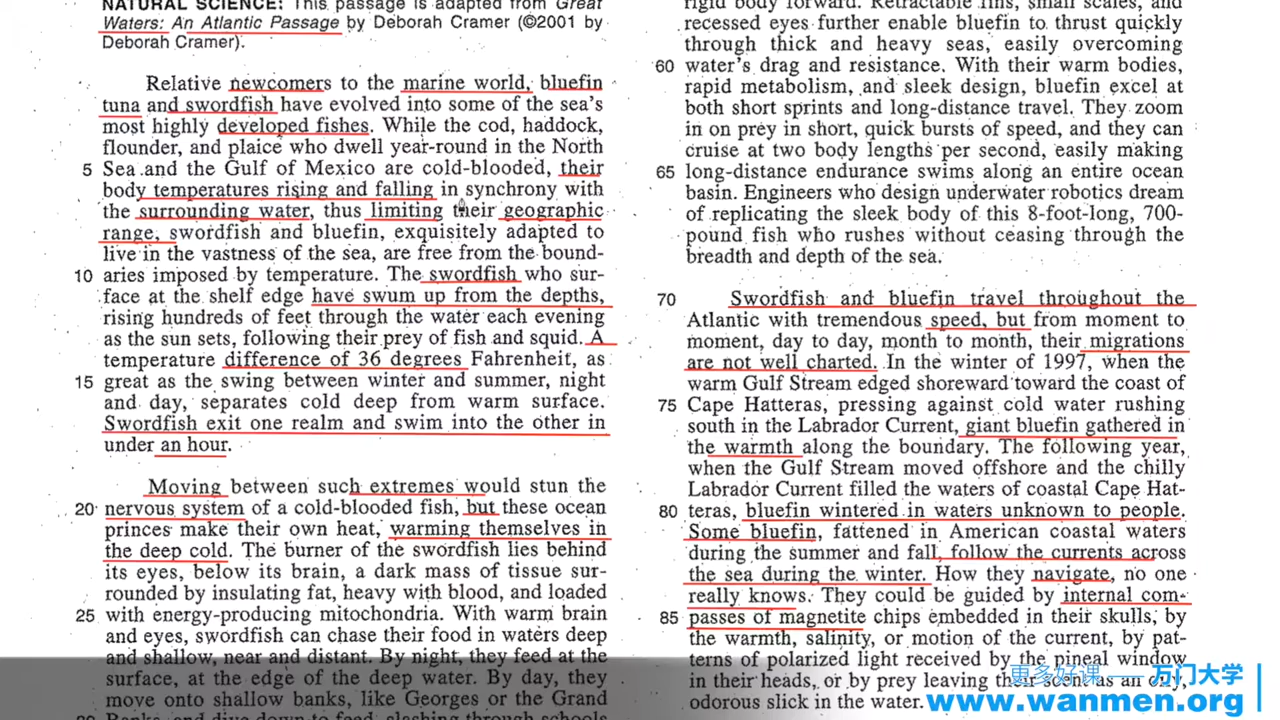 NATURAL SCIENCE: This passage is adapted from Great
Waters: An Atlantic Passage by Deborah Cramer (©2001 by
Deborah Cramer).
Relative newcomers to the marine world, bluefin
tuna and swordfish have evolved into some of the sea's
most highly developed fishes. While the cod, haddock,
flounder, and plaice who dwell year-round in the North
5 Sea and the Gulf of Mexico are cold-blooded, their
body temperatures rising and falling in synchrony with
the surrounding water, thus limiting their geographic
range, swordfish and bluefin, exquisitely adapted to
live in the vastness of the sea, are free from the bound-
10 aries imposed by temperature. The swordfish who sur-
face at the shelf edge have swum up from the depths,
rising hundreds of feet through the water each evening
as the sun sets, following their prey of fish and squid. A
temperature difference of 36 degrees Fahrenheit, as
15 great as the swing between winter and summer, night
and day, separates cold deep from warm surface.
Swordfish exit one realm and swim into the other in
under an hour.
Moving between such extremes would stun the
20 nervous system of a cold-blooded fish, but these ocean
princes make their own heat, warming themselves in
the deep cold. The burner of the swordfish lies behind
its eyes, below its brain, a dark mass of tissue sur-
rounded by insulating fat, heavy with blood, and loaded
25 with energy-producing mitochondria. With warm brain
and eyes, swordfish can chase their food in waters deep
and shallow, near and distant. By night, they feed at the
surface, at the edge of the deep water. By day, they
move onto shallow banks, like Georges or the Grand
30 Banks, and dive down to feed, slashing through schools
rigid body forward. Retractable fins, small scales, and
recessed eyes further enable bluefin to thrust quickly
through thick and heavy seas, easily overcoming
60 water's drag and resistance. With their warm bodies,
rapid metabolism, and sleek design, bluefin excel at
both short sprints and long-distance travel. They zoom
in on prey in short, quick bursts of speed, and they can
cruise at two body lengths per second, easily making
65 long-distance endurance swims along an entire ocean
basin. Engineers who design underwater robotics dream
of replicating the sleek body of this 8-foot-long, 700-
pound fish who rushes without ceasing through the
breadth and depth of the sea.
70 Swordfish and bluefin travel throughout the
Atlantic with tremendous speed, but from moment to
moment, day to day, month to month, their migrations
are not well charted. In the winter of 1997, when the
warm Gulf Stream edged shoreward toward the coast of
75 Cape Hatteras, pressing against cold water rushing
south in the Labrador Current, giant bluefin gathered in
the warmth along the boundary. The following year,
when the Gulf Stream moved offshore and the chilly
Labrador Current filled the waters of coastal Cape Hat-
80 teras, bluefin wintered in waters unknown to people.
Some bluefin, fattened in American coastal waters
during the summer and fall, follow the currents across
the sea during the winter. How they navigate, no one
really knows. They could be guided by internal com-
85 passes of magnetite chips embedded in their skulls, by
the warmth, salinity, or motion of the current, by pat-
terns of polarized light received by the pineal window
in their heads, or by prey leaving their scent as an oily,
odorous slick in the water.
更多好课——万门大学
www.wanmen.org